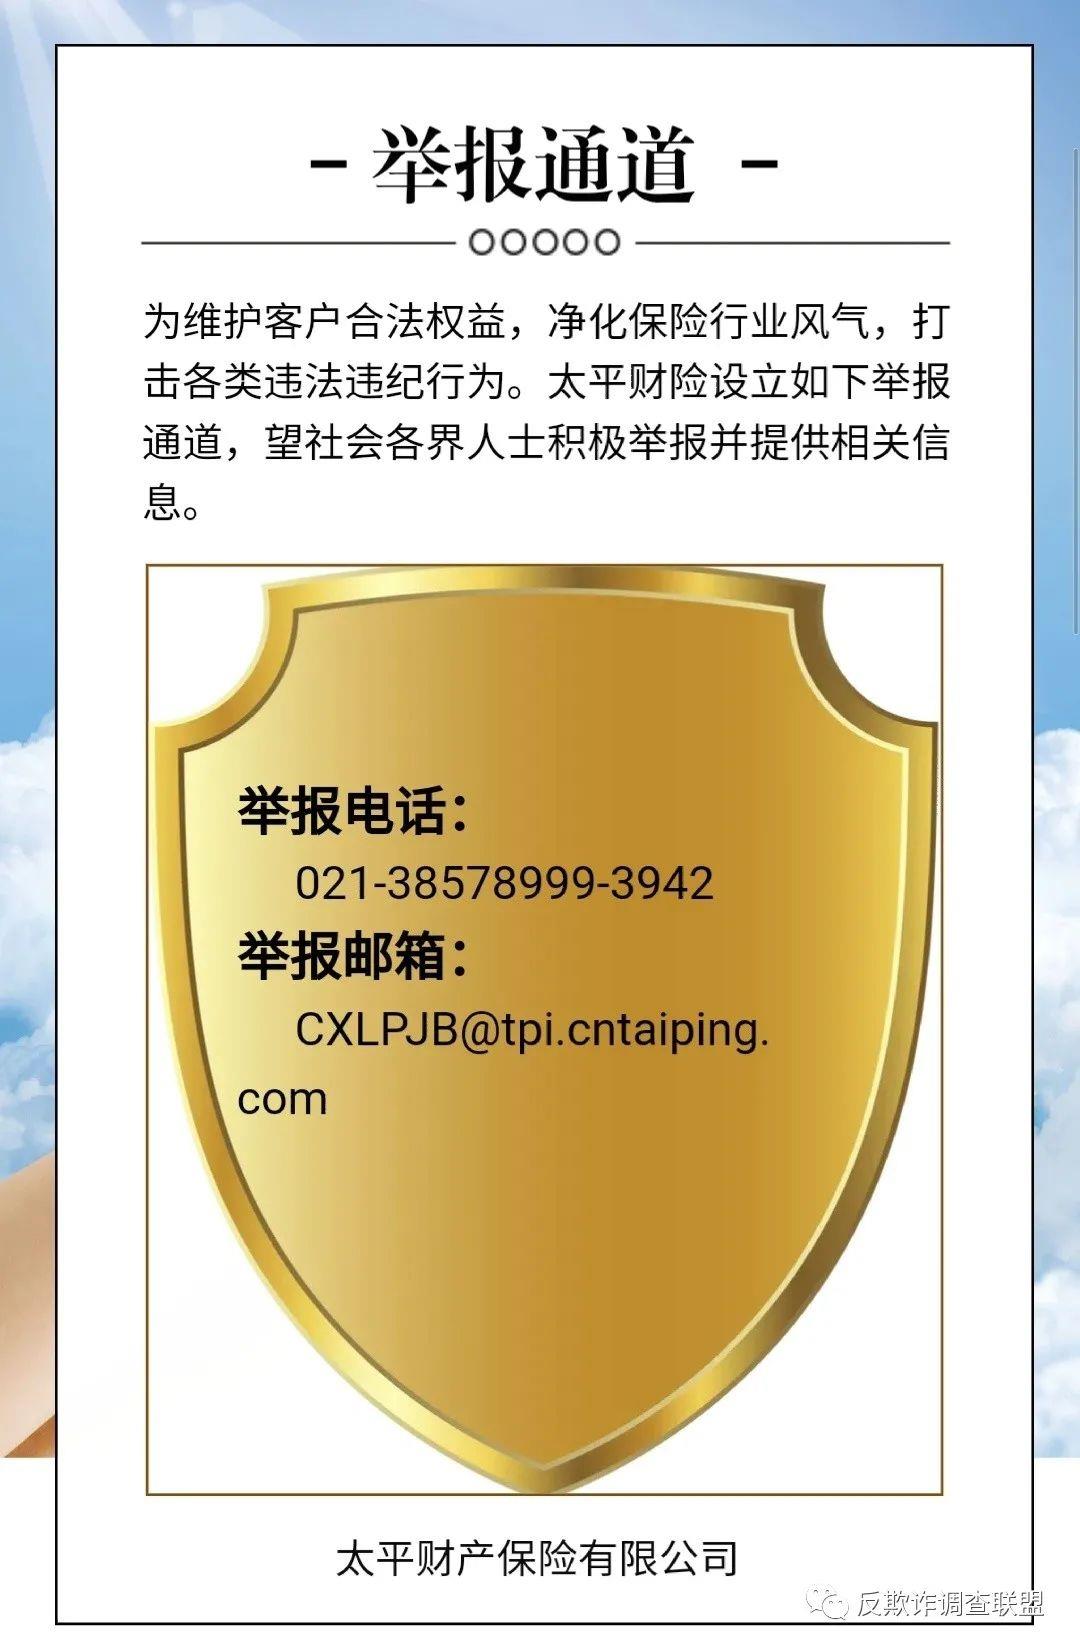 - 举报通道 -
为维护客户合法权益，净化保险行业风气，打
击各类违法违纪行为。太平财险设立如下举报
通道，望社会各界人士积极举报并提供相关信
息。
举报电话：
021-38578999-3942
举报邮箱：
CXLPJB@tpi.cntaiping.
com
太平财产保险有限公司
反欺诈调查联盟